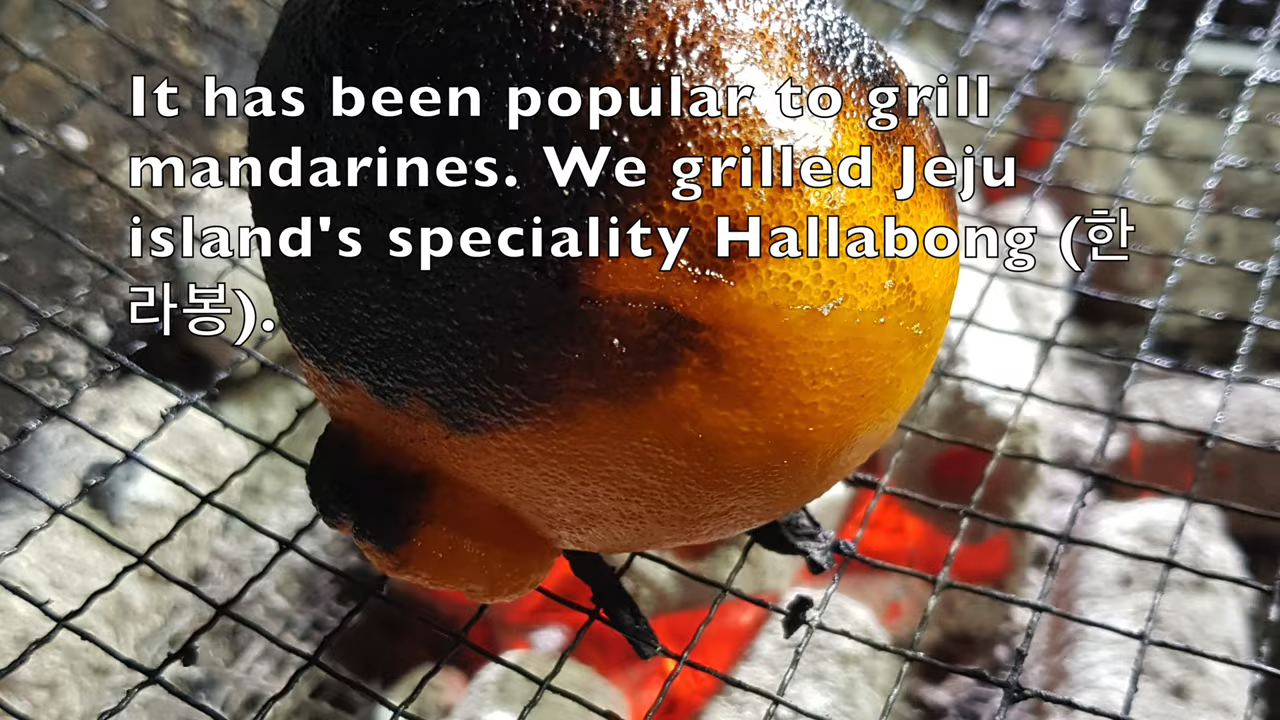 It has been popular to grill
mandarines. We grilled Jeju
island's speciality Hallabong (한
라봉).